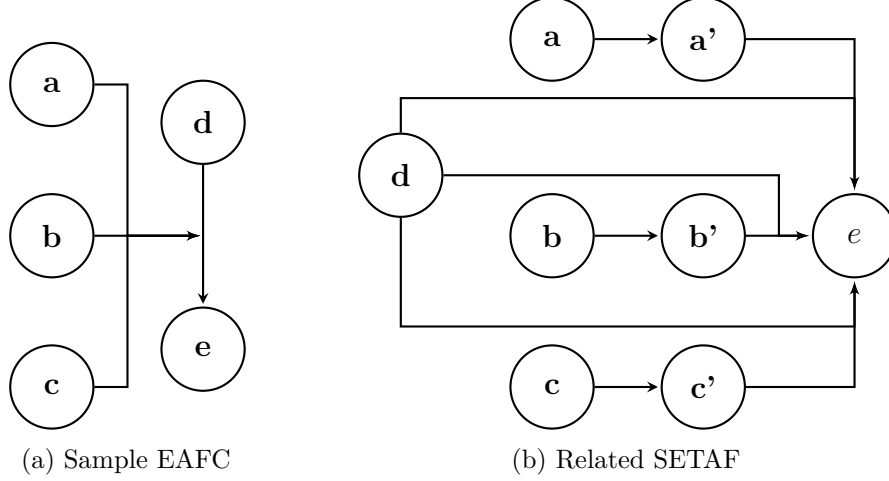 a
b
c
d
e
(a) Sample EAFC
a
a’
d
b
b’
e
c
c’
(b) Related SETAF